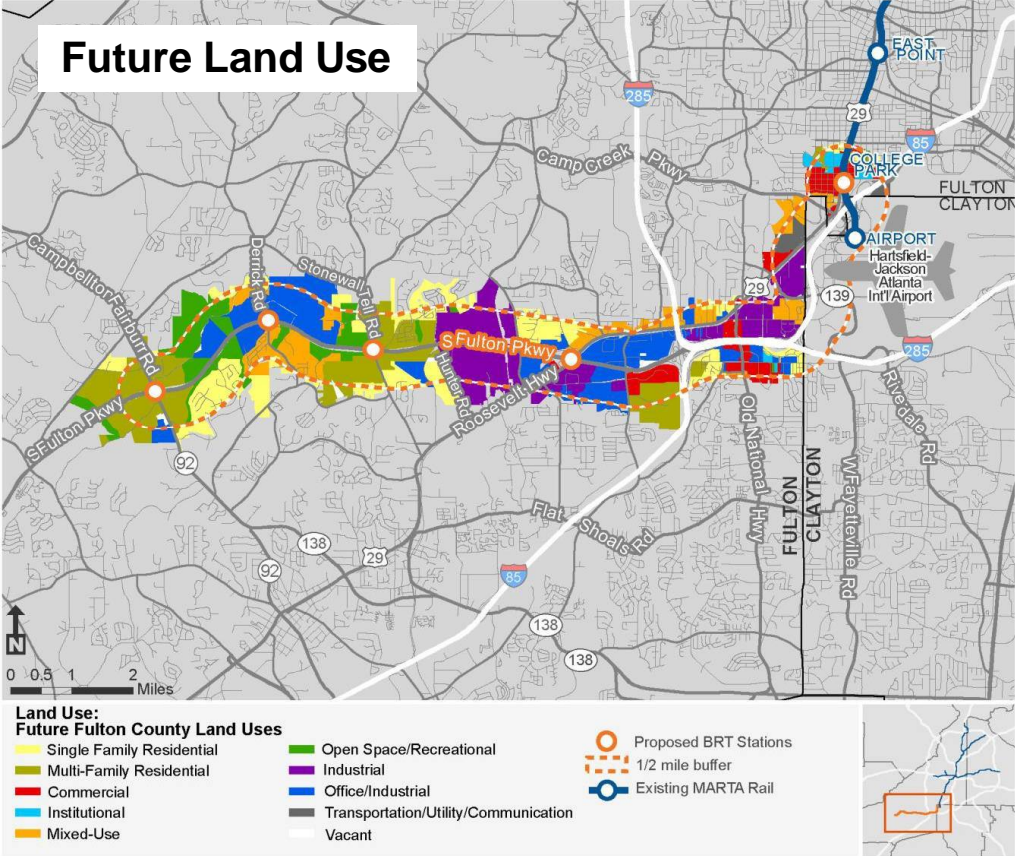 Future Land Use
EAST
POINT
285
29
85
Camp Creek Pkwy
COLLEGE
PARK
FULTON
CLAYTON
AIRPORT
Hartsfield-
Jackson
Atlanta
Int'l Airport
Campbellton Fairburn Rd
Derrick Rd
Stonewall Tell Rd
29
139
SFulton Pkwy
285
Hunter Rd
Roosevelt Hwy
SFulton Pkwy
Riverdale Rd
Old National Hwy
92
FULTON
CLAYTON
WFayetteville Rd
Flat Shoals Rd
138
29
92
85
138
138
N
0 0.5 1 2
Miles
Land Use:
Future Fulton County Land Uses
Single Family Residential
Multi-Family Residential
Commercial
Institutional
Mixed-Use
Open Space/Recreational
Industrial
Office/Industrial
Transportation/Utility/Communication
Vacant
Proposed BRT Stations
1/2 mile buffer
Existing MARTA Rail